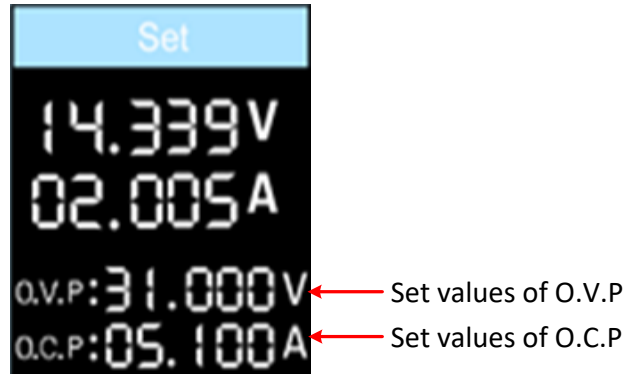 Set
14.339V
02.005A
O.V.P:31.000V
Set values of O.V.P
O.C.P:05.100A
Set values of O.C.P